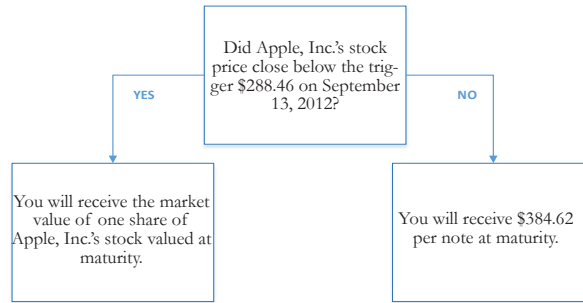 Did Apple, Inc.'s stock
price close below the trig-
ger $288.46 on September
13, 2012?
YES
NO
You will receive the market
value of one share of
Apple, Inc.'s stock valued at
maturity.
You will receive $384.62
per note at maturity.